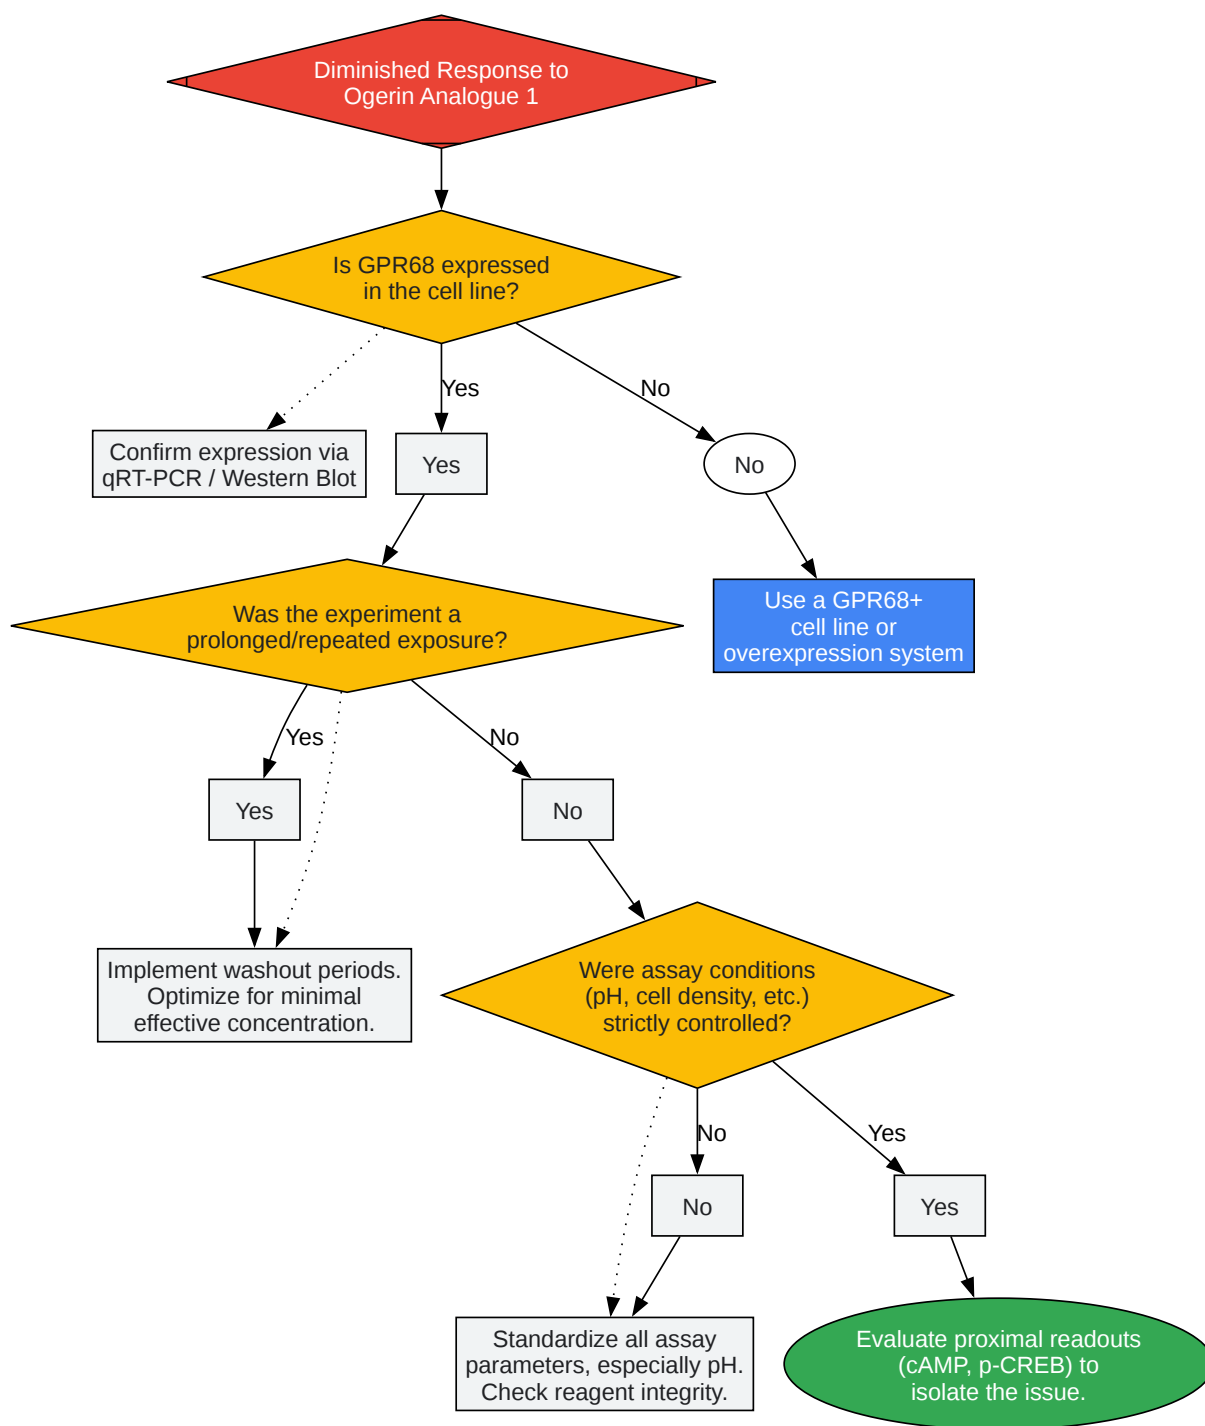 Diminished Response to
Ogerin Analogue 1
Is GPR68 expressed
in the cell line?
Yes
No
Confirm expression via
qRT-PCR / Western Blot
Yes
No
Was the experiment a
prolonged/repeated exposure?
Use a GPR68+
cell line or
overexpression system
Yes
No
Yes
No
Implement washout periods.
Optimize for minimal
effective concentration.
Were assay conditions
(pH, cell density, etc.)
strictly controlled?
No
Yes
No
Yes
Standardize all assay
parameters, especially pH.
Check reagent integrity.
Evaluate proximal readouts
(cAMP, p-CREB) to
isolate the issue.